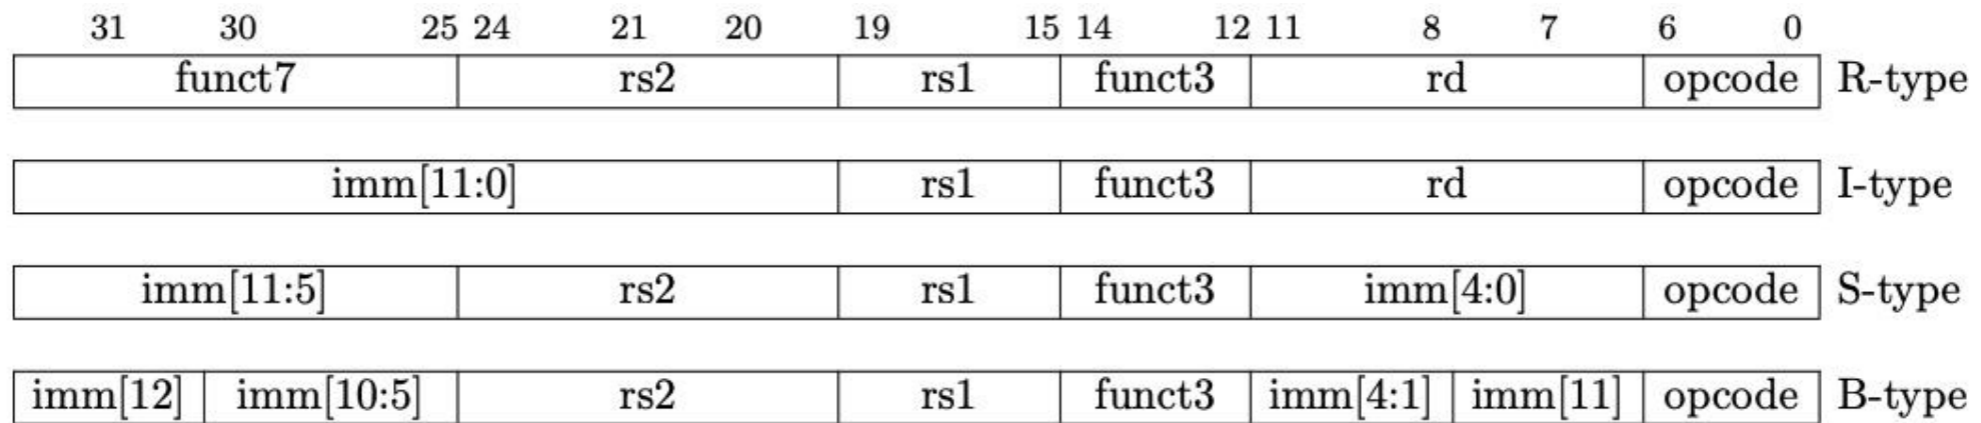 31 30 25 24 21 20 19 15 14 12 11 8 7 6 0
funct7 rs2 rs1 funct3 rd opcode R-type
imm[11:0] rs1 funct3 rd opcode I-type
imm[11:5] rs2 rs1 funct3 imm[4:0] opcode S-type
imm[12] imm[10:5] rs2 rs1 funct3 imm[4:1] imm[11] opcode B-type